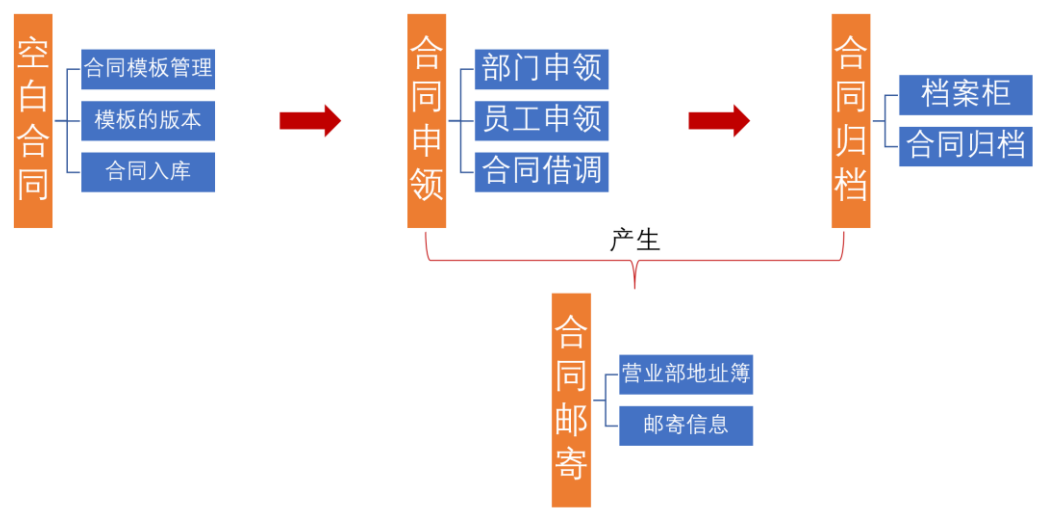 空白合同
合同模板管理
模板的版本
合同入库
合同申领
部门申领
员工申领
合同借调
合同归档
档案柜
合同归档
产生
合同邮寄
营业部地址簿
邮寄信息